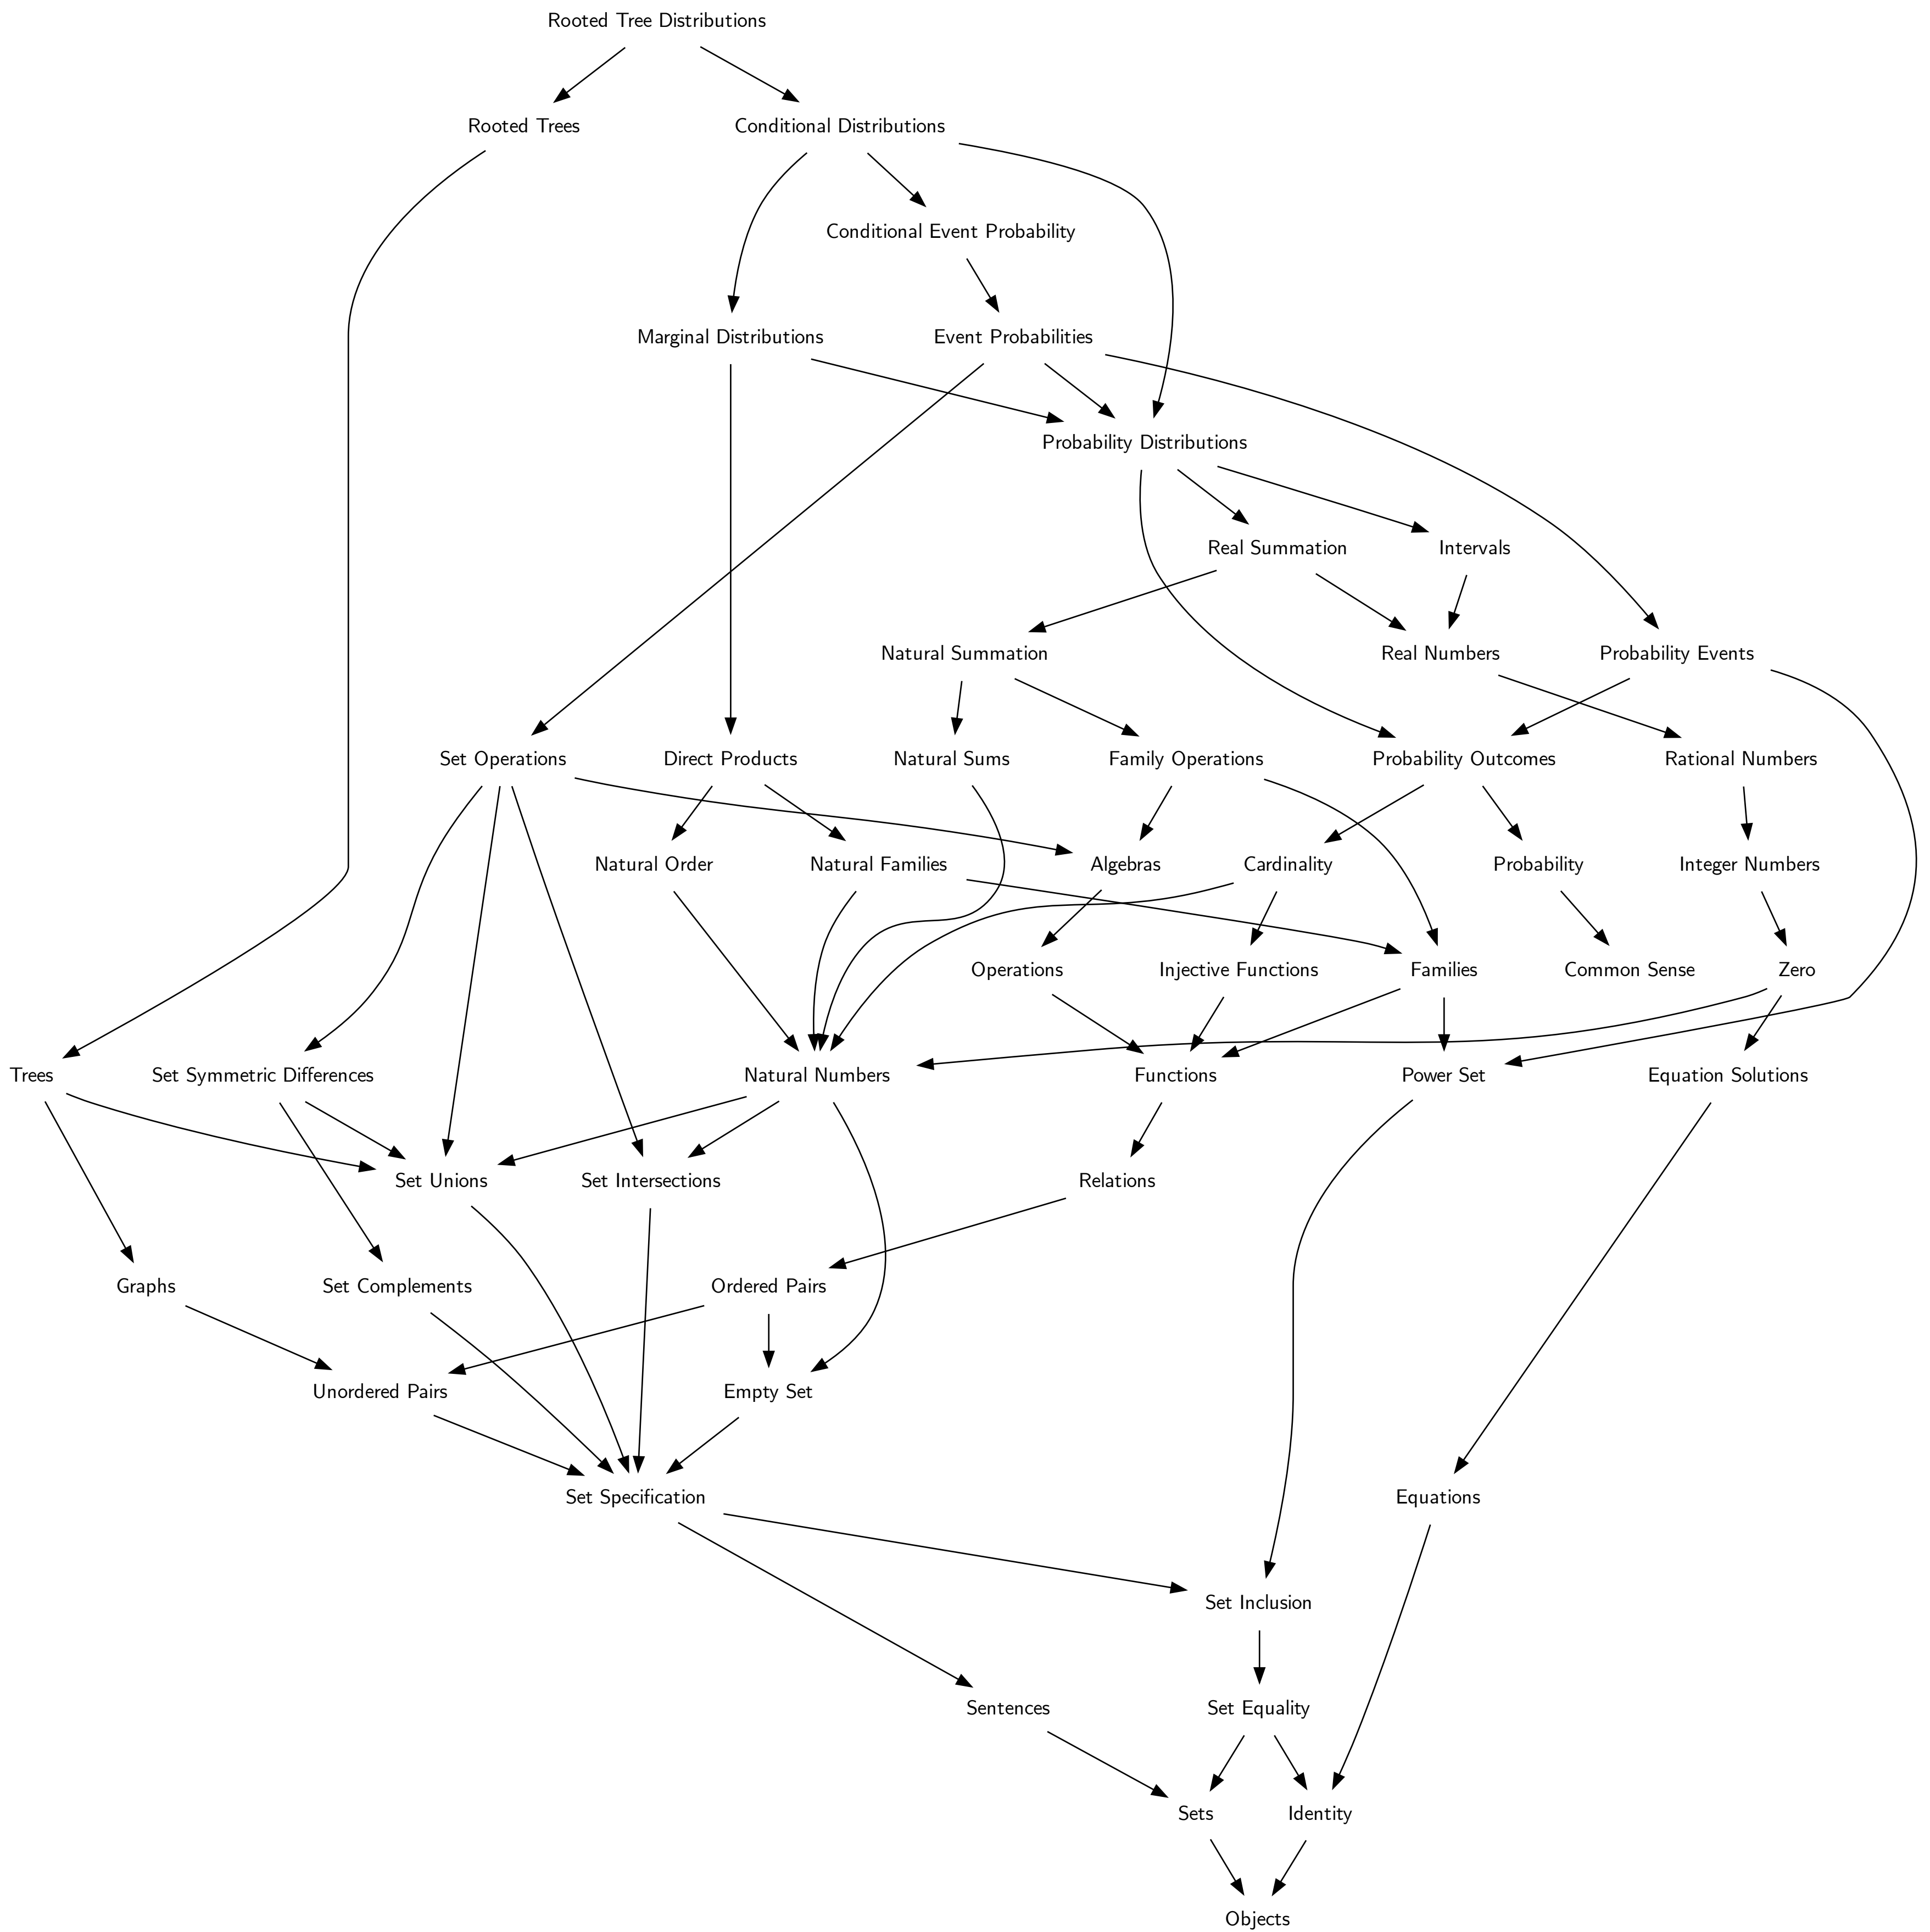 Rooted Tree Distributions
Rooted Trees
Conditional Distributions
Conditional Event Probability
Marginal Distributions
Event Probabilities
Probability Distributions
Real Summation
Intervals
Natural Summation
Real Numbers
Probability Events
Set Operations
Direct Products
Natural Sums
Family Operations
Probability Outcomes
Rational Numbers
Natural Order
Natural Families
Algebras
Cardinality
Probability
Integer Numbers
Operations
Injective Functions
Families
Common Sense
Zero
Trees
Set Symmetric Differences
Natural Numbers
Functions
Power Set
Equation Solutions
Set Unions
Set Intersections
Relations
Graphs
Set Complements
Ordered Pairs
Unordered Pairs
Empty Set
Set Specification
Equations
Set Inclusion
Sentences
Set Equality
Sets
Identity
Objects